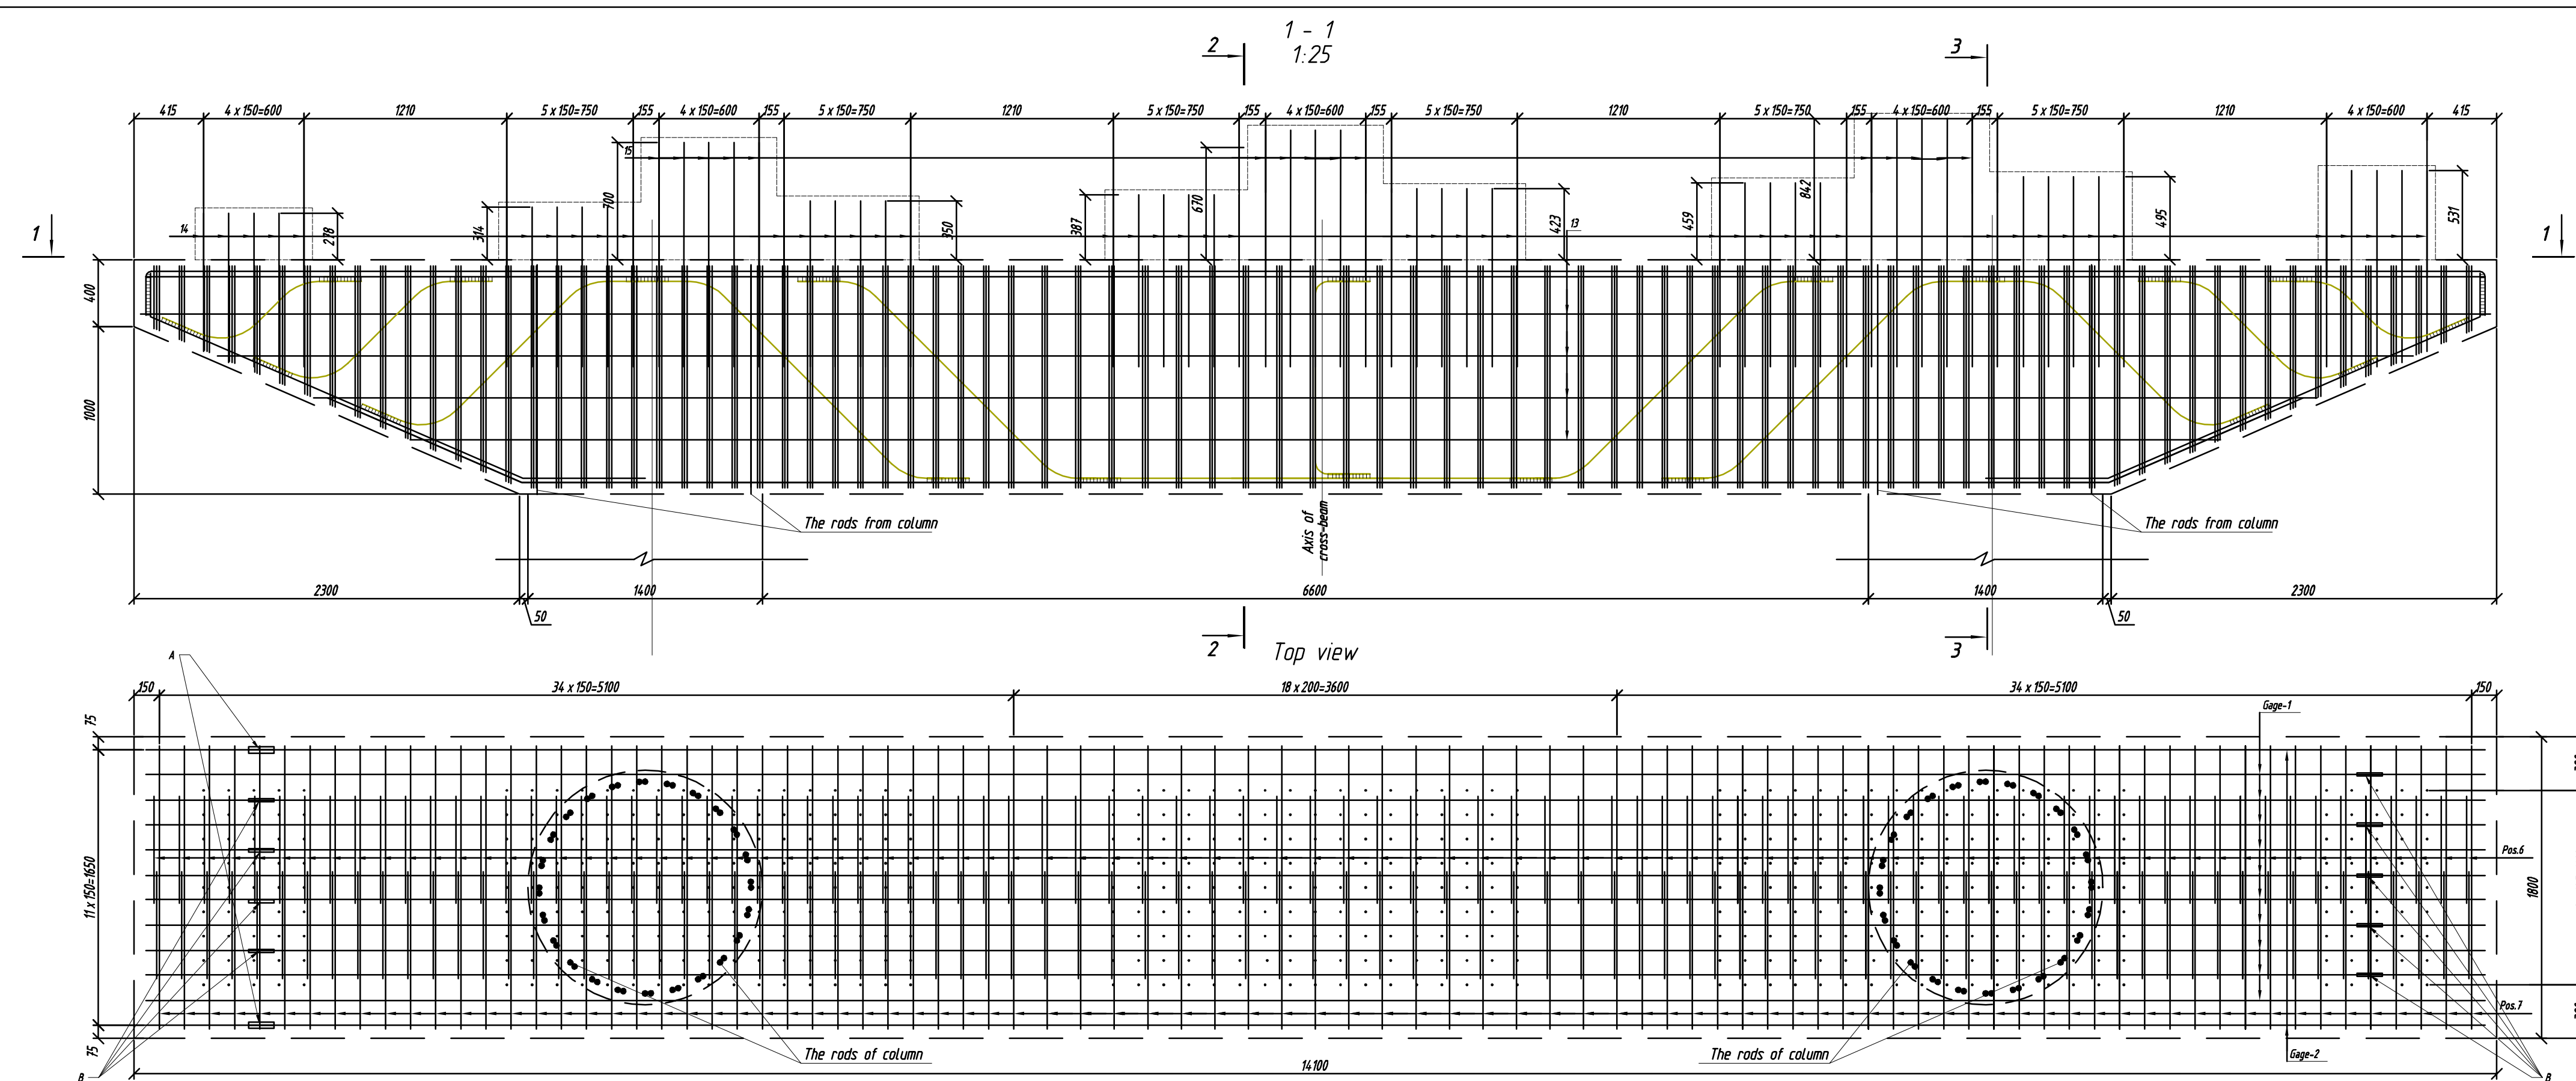 1 - 1
1:25
2
3
415
4 x 150=600
1210
5 x 150=750
155
4 x 150=600
155
5 x 150=750
1210
5 x 150=750
155
4 x 150=600
155
5 x 150=750
1210
5 x 150=750
155
4 x 150=600
155
5 x 150=750
1210
4 x 150=600
415
15
14
13
1
1
278
314
700
350
387
670
423
459
842
495
531
400
1000
The rods from column
Axis of
cross-beam
The rods from column
2300
50
1400
6600
1400
50
2300
2
3
Top view
A
150
34 x 150=5100
18 x 200=3600
34 x 150=5100
150
75
11 x 150=1650
75
Gage-1
Pos.6
1800
Pos.7
Gage-2
The rods of column
The rods of column
14100
B
B